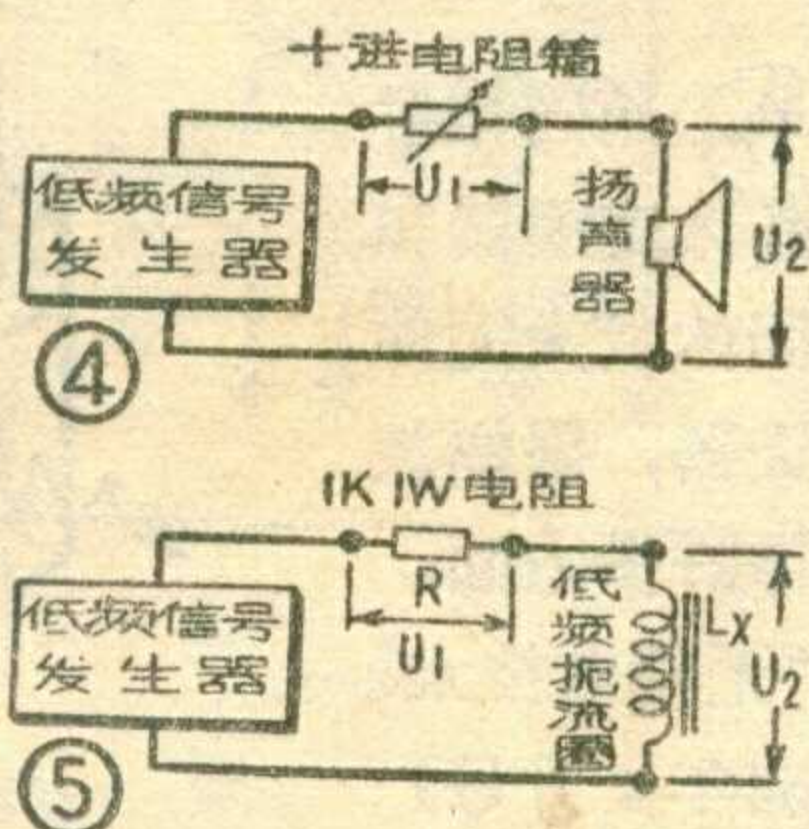 十进电阻箱
低频信号
发生器
U1
扬声器
U2
④
1K 1W电阻
低频信号
发生器
R
U1
低频扼流圈
LX
U2
⑤